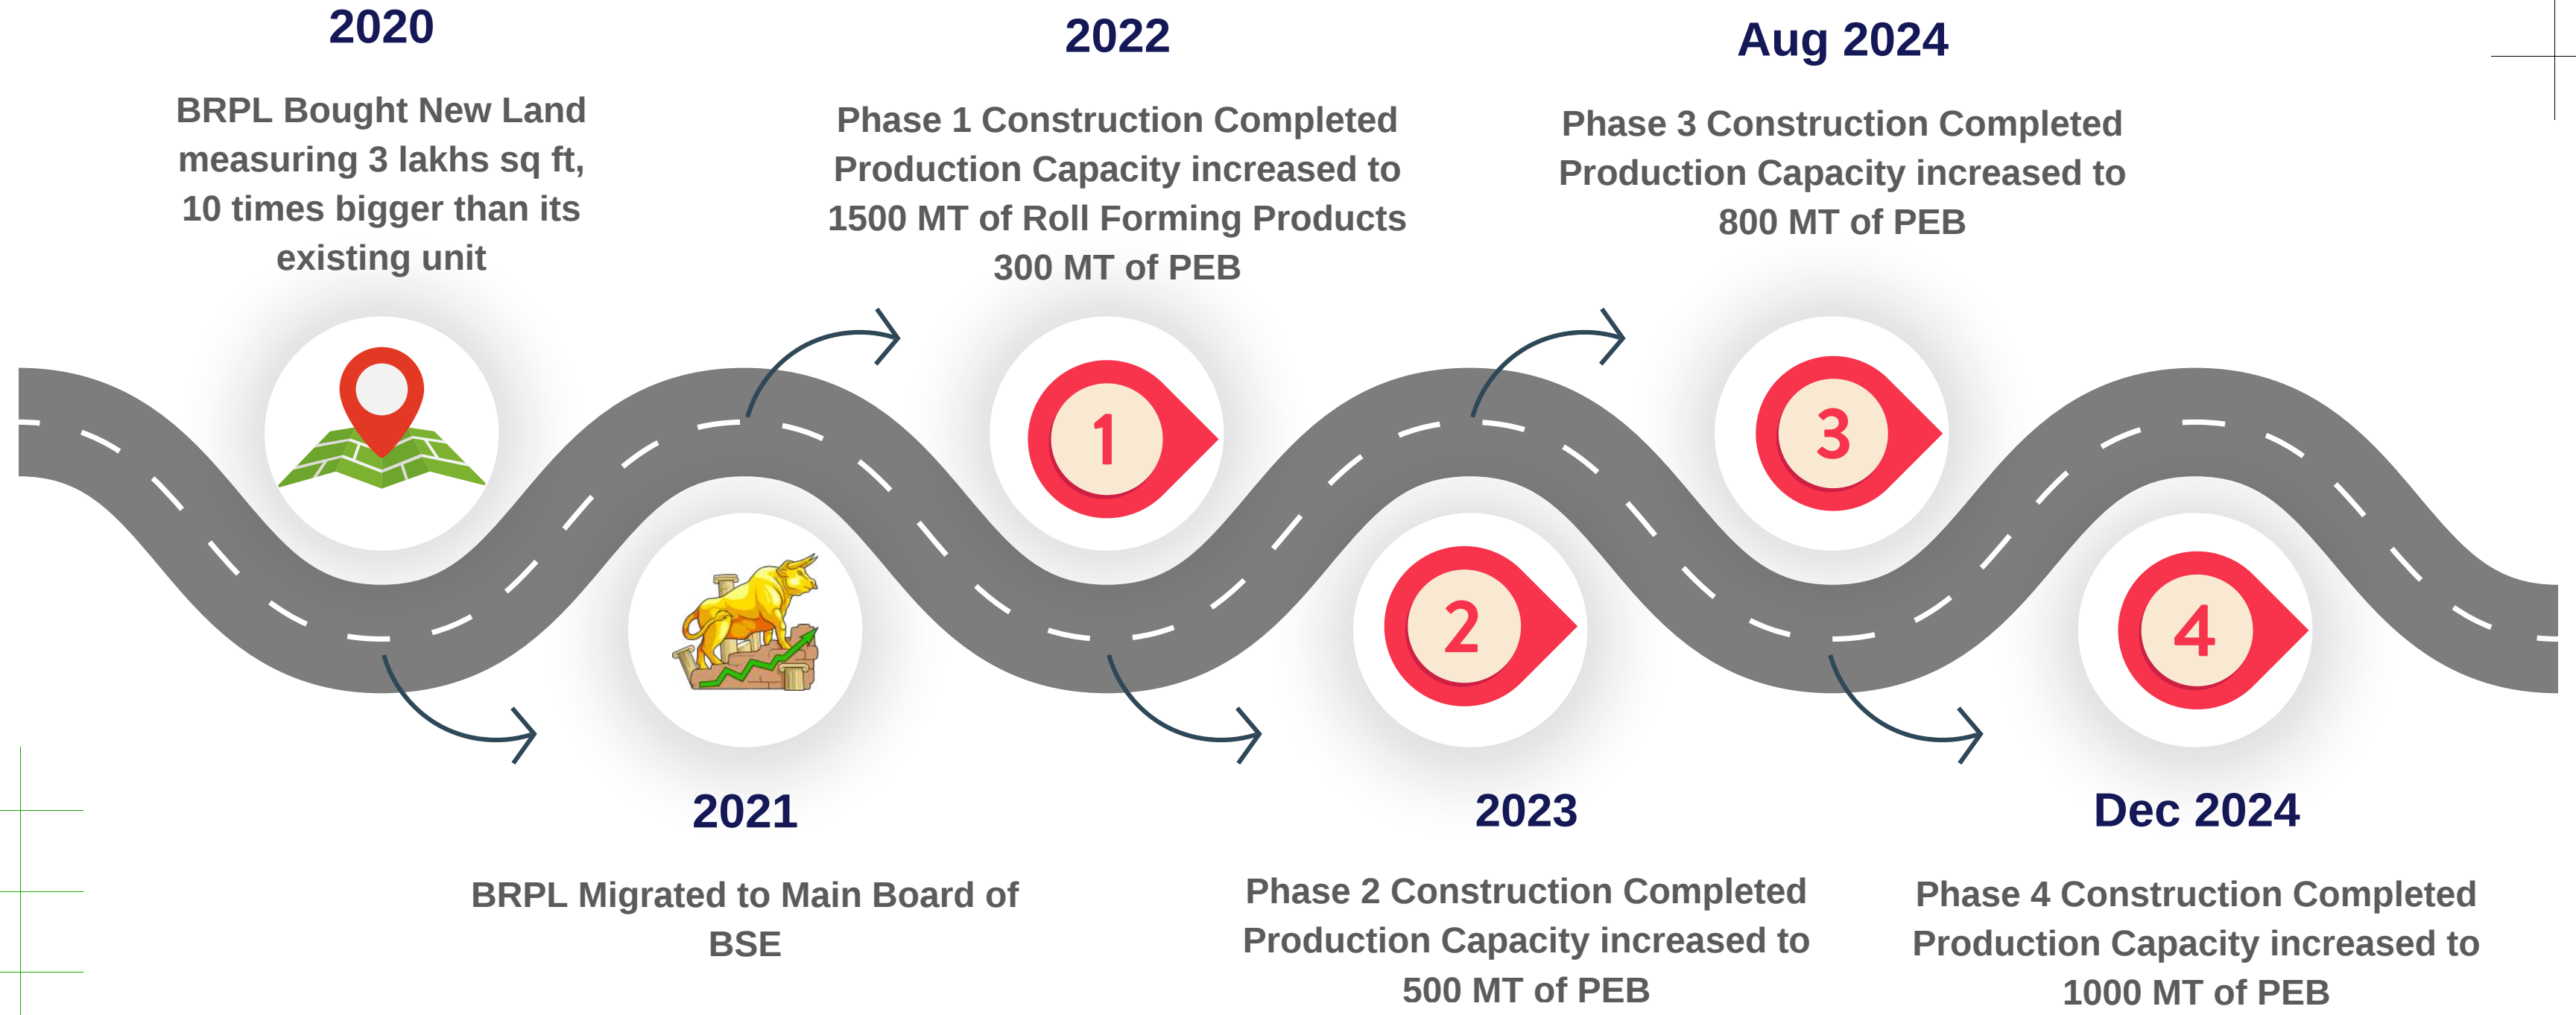 2020
BRPL Bought New Land
measuring 3 lakhs sq ft,
10 times bigger than its
existing unit
2021
BRPL Migrated to Main Board of
BSE
2022
Phase 1 Construction Completed
Production Capacity increased to
1500 MT of Roll Forming Products
300 MT of PEB
1
2023
Phase 2 Construction Completed
Production Capacity increased to
500 MT of PEB
2
Aug 2024
Phase 3 Construction Completed
Production Capacity increased to
800 MT of PEB
3
Dec 2024
Phase 4 Construction Completed
Production Capacity increased to
1000 MT of PEB
4